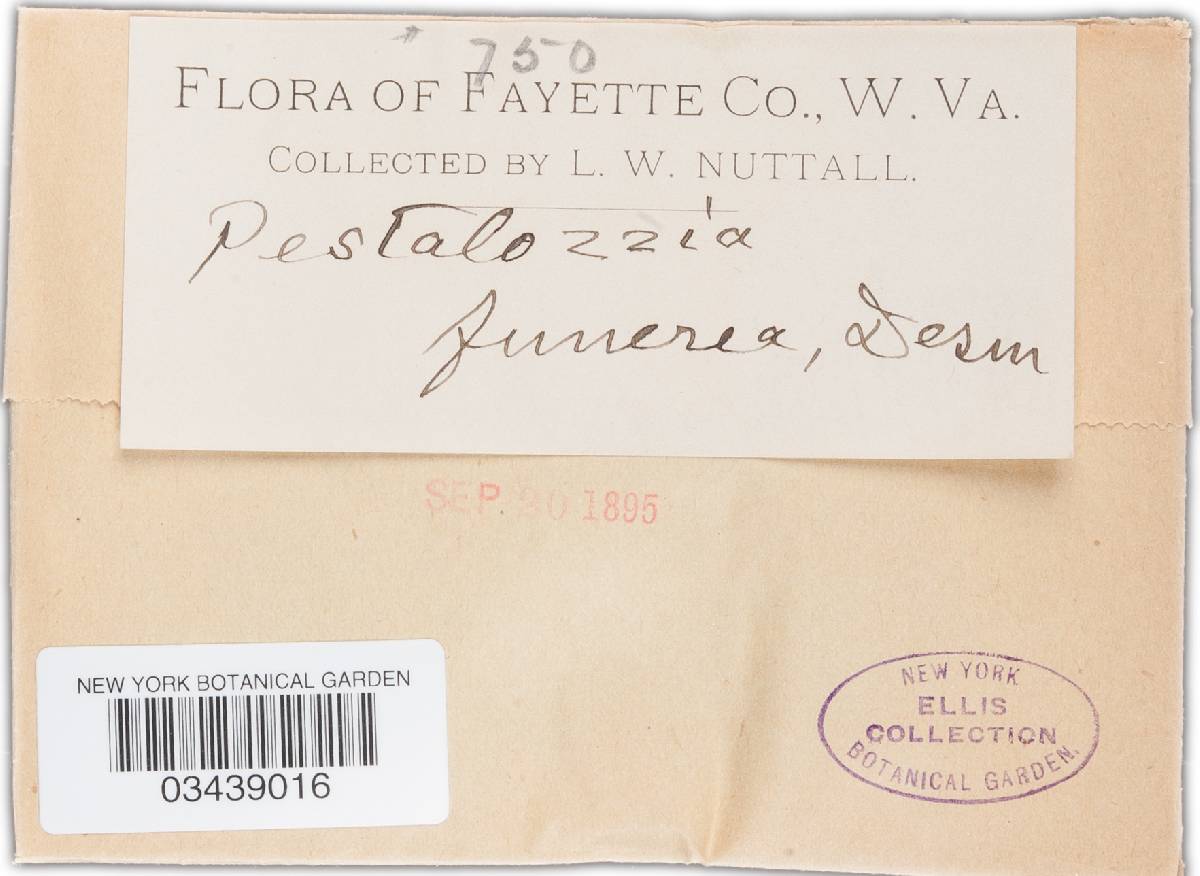 750
FLORA OF FAYETTE CO., W. VA.
COLLECTED BY L. W. NUTTALL.
Pestalozzia
funerea, Desm
SEP. 20 1895
NEW YORK BOTANICAL GARDEN
03439016
NEW YORK
ELLIS
COLLECTION
BOTANICAL GARDEN.